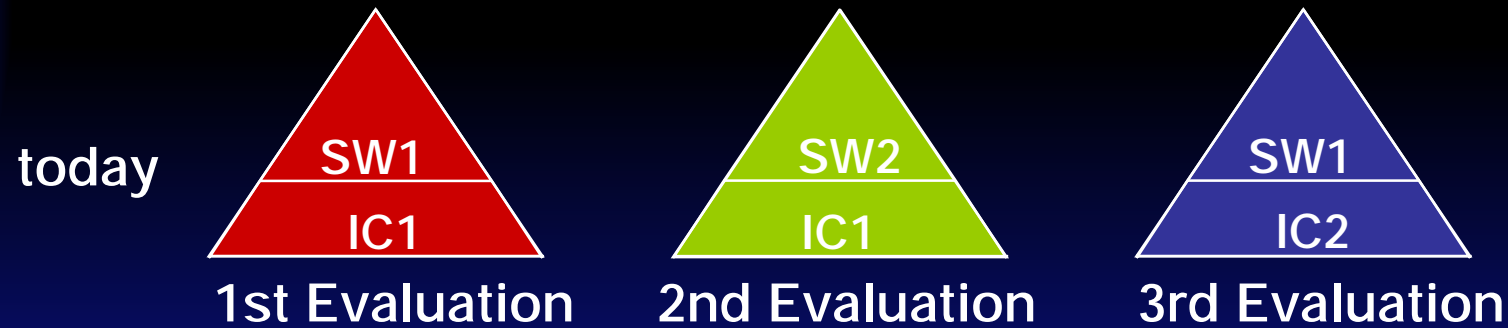 today
SW1
IC1
1st Evaluation
SW2
IC1
2nd Evaluation
SW1
IC2
3rd Evaluation